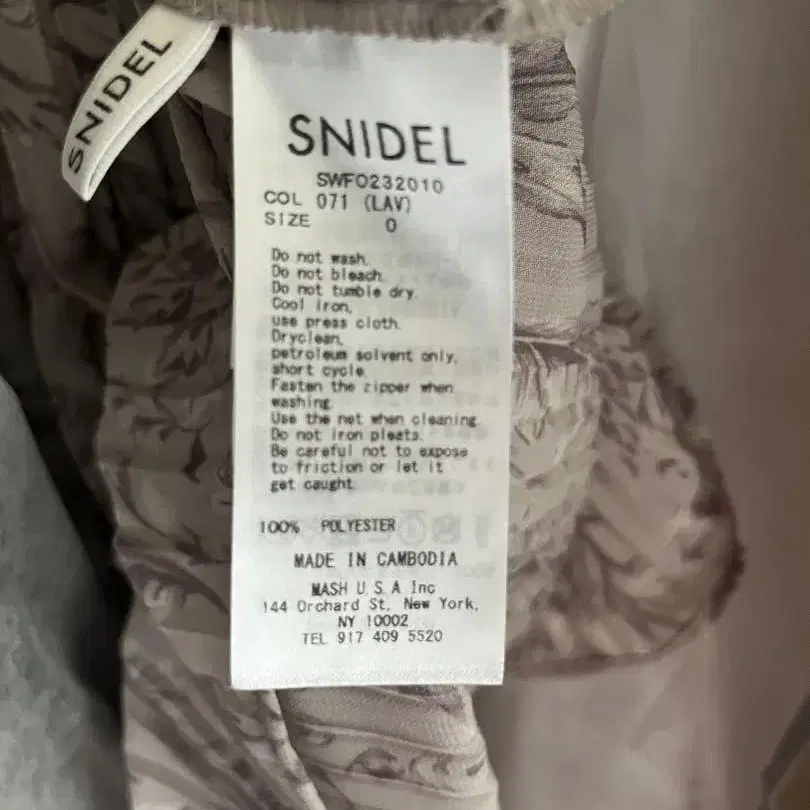 SNIDEL
SNIDEL
SWFO232010
COL 071 (LAV)
SIZE 0
Do not wash.
Do not bleach.
Do not tumble dry.
Cool iron,
use press cloth.
Dryclean,
petroleum solvent only,
short cycle.
Fasten the zipper when
washing.
Use the net when cleaning.
Do not iron pleats.
Be careful not to expose
to friction or let it
get caught.
100% POLYESTER
MADE IN CAMBODIA
MASH U.S.A Inc
144 Orchard St, New York,
NY 10002
TEL 917 409 5520